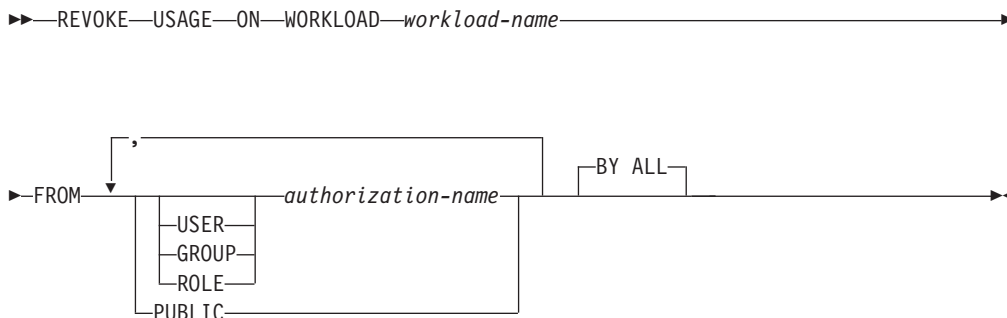 REVOKE USAGE ON WORKLOAD workload-name
,
BY ALL
FROM authorization-name
USER
GROUP
ROLE
PUBLIC